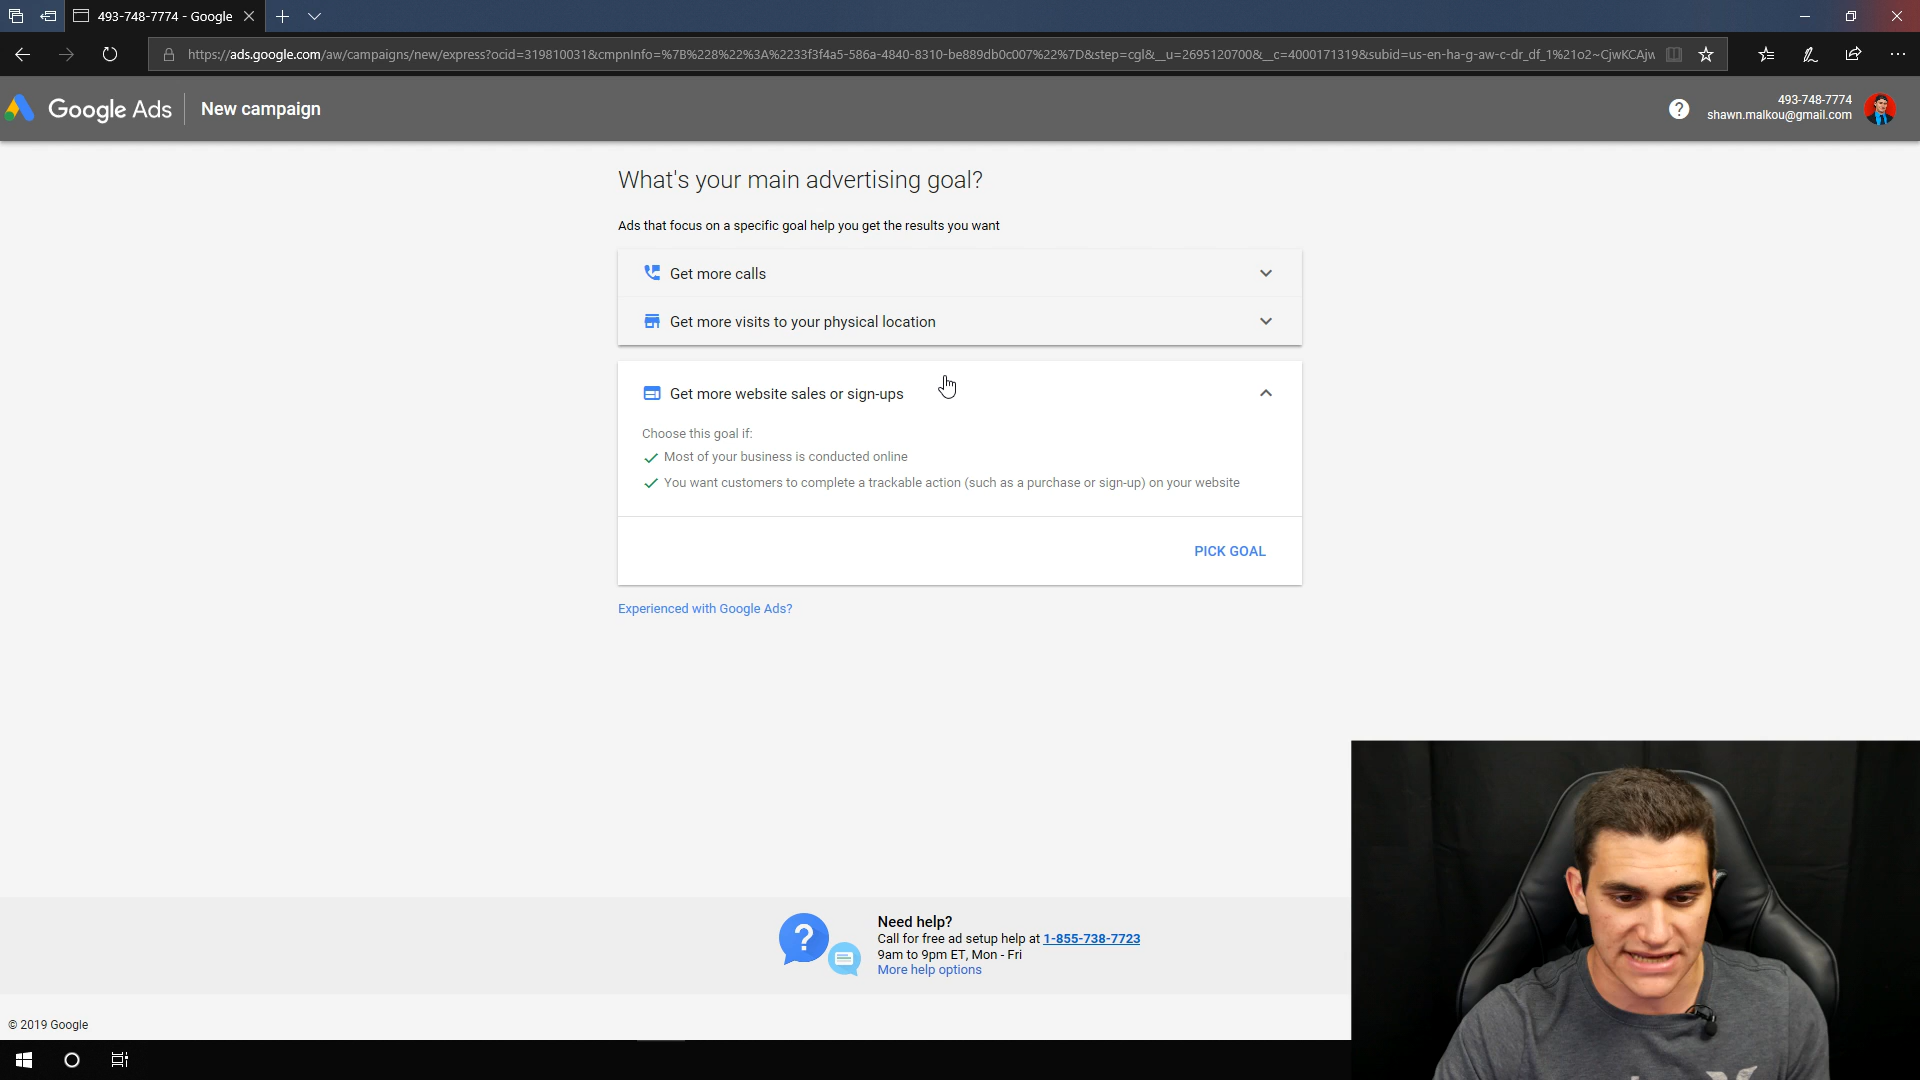 493-748-7774 - Google
https://ads.google.com/aw/campaigns/new/express?ocid=319810031&cmpnInfo=%7B%228%22%3A%2233f3f4a5-586a-4840-8310-be889db0c007%22%7D&step=cgl&__u=2695120700&__c=4000171319&subid=us-en-ha-g-aw-c-dr_df_1%21o2~CjwKCAjw
Google Ads
New campaign
493-748-7774
shawn.malkou@gmail.com
What's your main advertising goal?
Ads that focus on a specific goal help you get the results you want
Get more calls
Get more visits to your physical location
Get more website sales or sign-ups
Choose this goal if:
Most of your business is conducted online
You want customers to complete a trackable action (such as a purchase or sign-up) on your website
PICK GOAL
Experienced with Google Ads?
Need help?
Call for free ad setup help at 1-855-738-7723
9am to 9pm ET, Mon - Fri
More help options
© 2019 Google